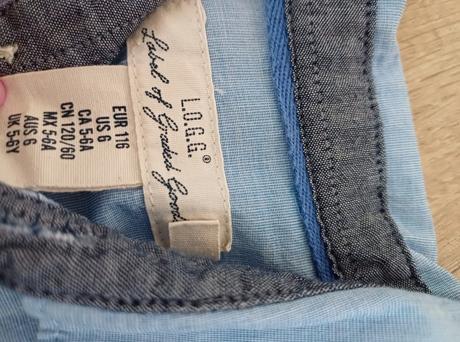 L.O.G.G.®
Label of Graded Goods
EUR 116
US 6
CA 5-6A
CN 120/60
MX 5-6A
AUS 6
UK 5-6Y